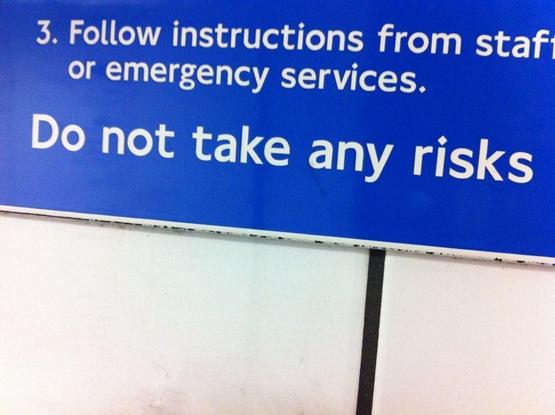 3. Follow instructions from staff
or emergency services.
Do not take any risks